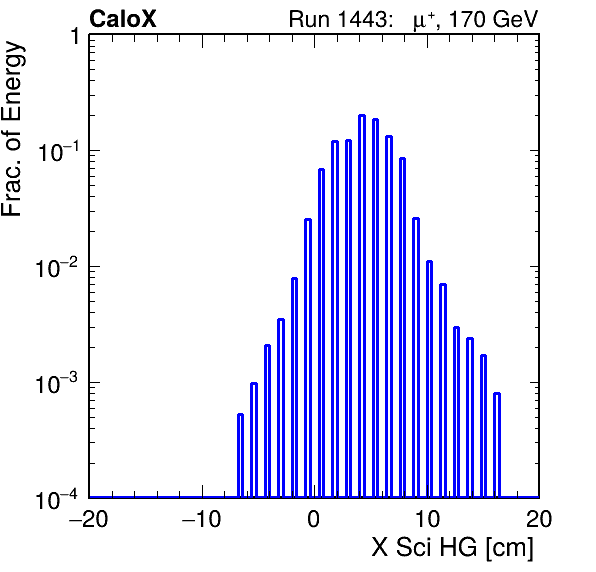 CaloX Run 1443: μ⁺, 170 GeV
Frac. of Energy
1
10⁻¹
10⁻²
10⁻³
10⁻⁴
−20 −10 0 10 20
X Sci HG [cm]